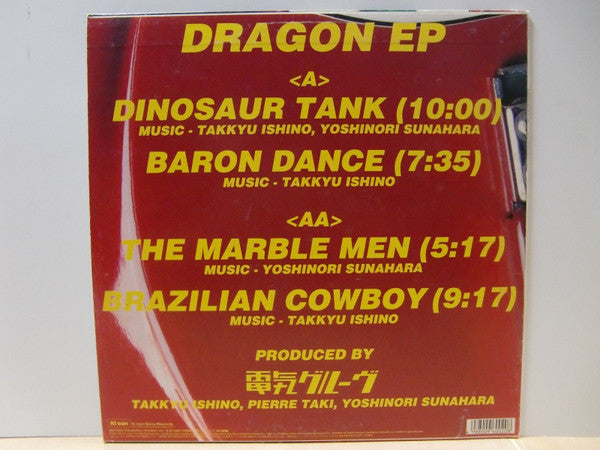 DRAGON EP
<A>
DINOSAUR TANK (10:00)
MUSIC - TAKKYU ISHINO, YOSHINORI SUNAHARA
BARON DANCE (7:35)
MUSIC - TAKKYU ISHINO
<AA>
THE MARBLE MEN (5:17)
MUSIC - YOSHINORI SUNAHARA
BRAZILIAN COWBOY (9:17)
MUSIC - TAKKYU ISHINO
PRODUCED BY
電気グルーヴ
TAKKYU ISHINO, PIERRE TAKI, YOSHINORI SUNAHARA
Ki/oon